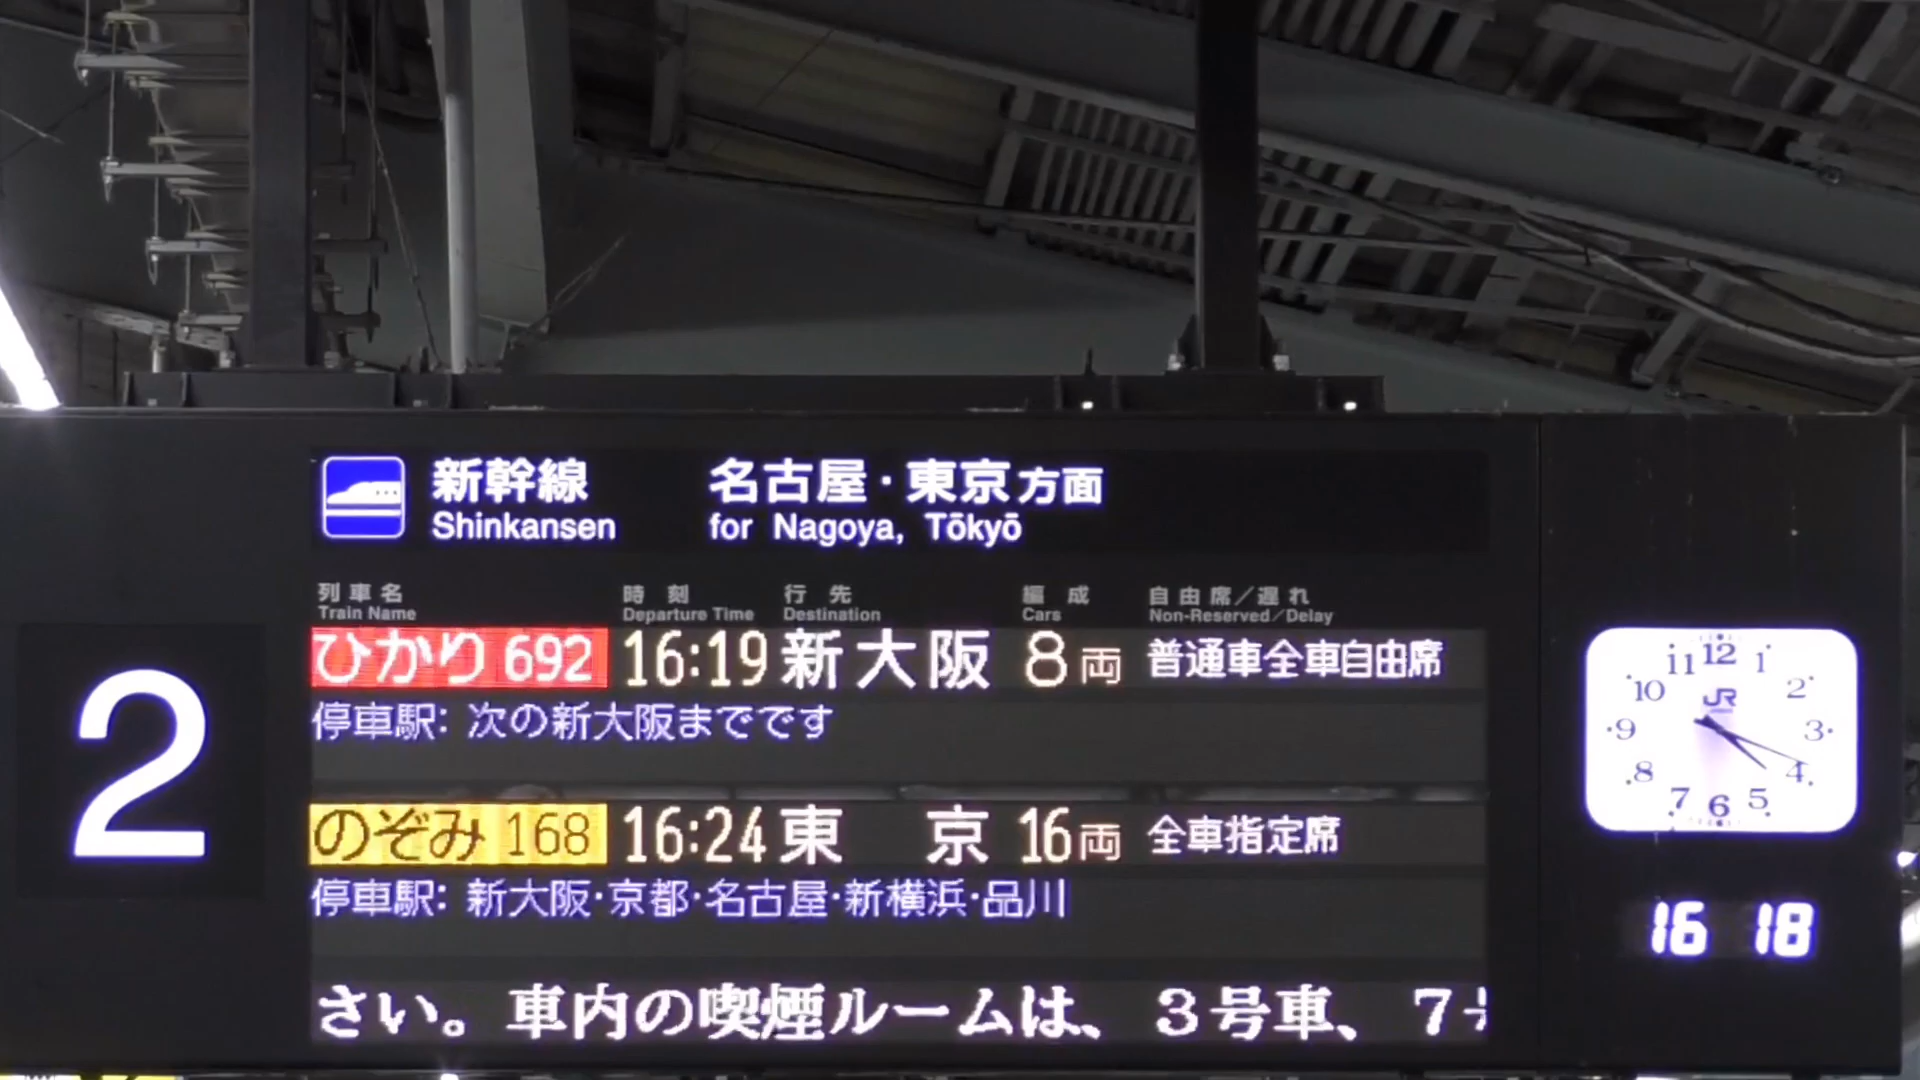 新幹線 名古屋・東京方面
Shinkansen for Nagoya, Tōkyō
列車名 時刻 行先 編成 自由席／遅れ
Train Name Departure Time Destination Cars Non-Reserved／Delay
2
ひかり 692 16:19 新大阪 8両 普通車全車自由席
停車駅: 次の新大阪までです
のぞみ 168 16:24 東京 16両 全車指定席
停車駅: 新大阪・京都・名古屋・新横浜・品川
さい。車内の喫煙ルームは、3号車、7
11 12 1
10 2
JR
9 3
8 4
7 6 5
16 18